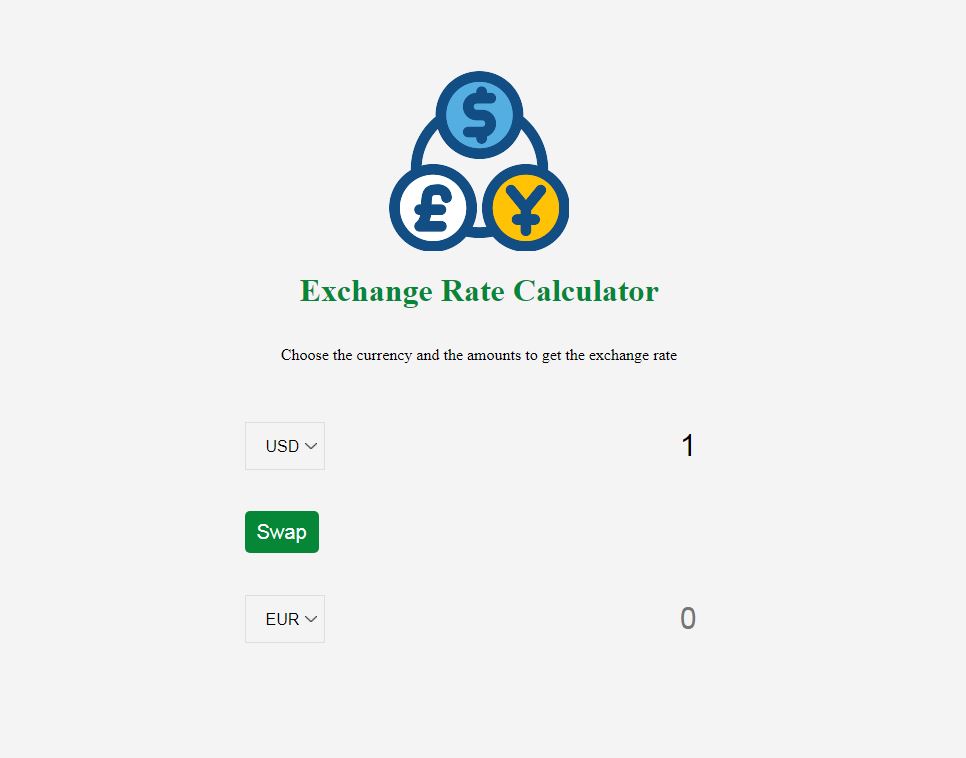 $
£ ¥
Exchange Rate Calculator
Choose the currency and the amounts to get the exchange rate
USD 1
Swap
EUR 0